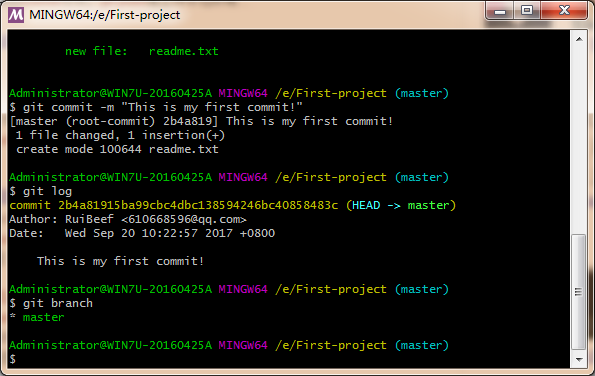 MINGW64:/e/First-project
new file:   readme.txt
Administrator@WIN7U-20160425A MINGW64 /e/First-project (master)
$ git commit -m "This is my first commit!"
[master (root-commit) 2b4a819] This is my first commit!
 1 file changed, 1 insertion(+)
 create mode 100644 readme.txt
Administrator@WIN7U-20160425A MINGW64 /e/First-project (master)
$ git log
commit 2b4a81915ba99cbc4dbc138594246bc40858483c (HEAD -> master)
Author: RuiBeef <610668596@qq.com>
Date:   Wed Sep 20 10:22:57 2017 +0800
    This is my first commit!
Administrator@WIN7U-20160425A MINGW64 /e/First-project (master)
$ git branch
* master
Administrator@WIN7U-20160425A MINGW64 /e/First-project (master)
$